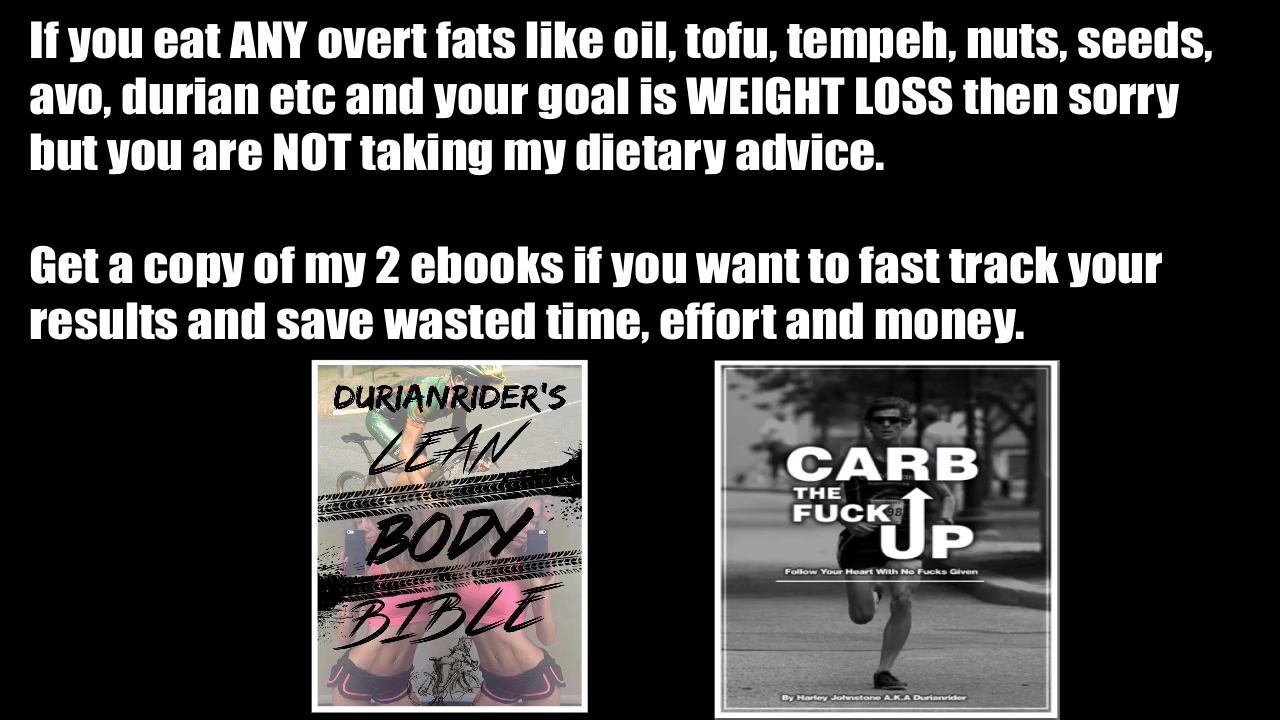 If you eat ANY overt fats like oil, tofu, tempeh, nuts, seeds,
avo, durian etc and your goal is WEIGHT LOSS then sorry
but you are NOT taking my dietary advice.
Get a copy of my 2 ebooks if you want to fast track your
results and save wasted time, effort and money.
DURIANRIDER'S
LEAN
BODY
BIBLE
CARB
THE
FUCK
UP
Follow Your Heart With No Fucks Given
By Harley Johnstone A.K.A Durianrider